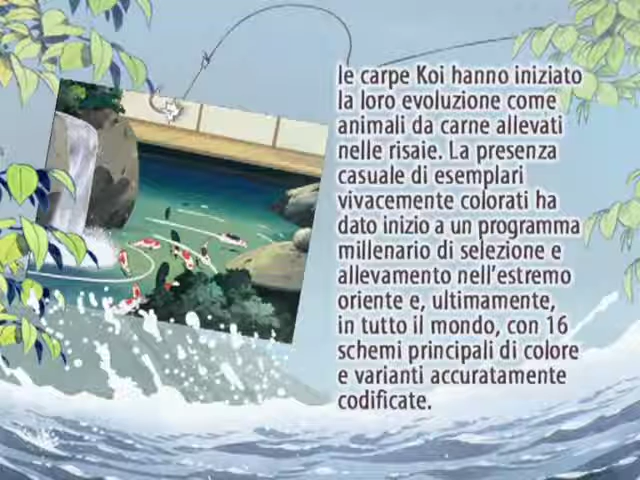 le carpe Koi hanno iniziato
la loro evoluzione come
animali da carne allevati
nelle risaie. La presenza
casuale di esemplari
vivacemente colorati ha
dato inizio a un programma
millenario di selezione e
allevamento nell'estremo
oriente e, ultimamente,
in tutto il mondo, con 16
schemi principali di colore
e varianti accuratamente
codificate.